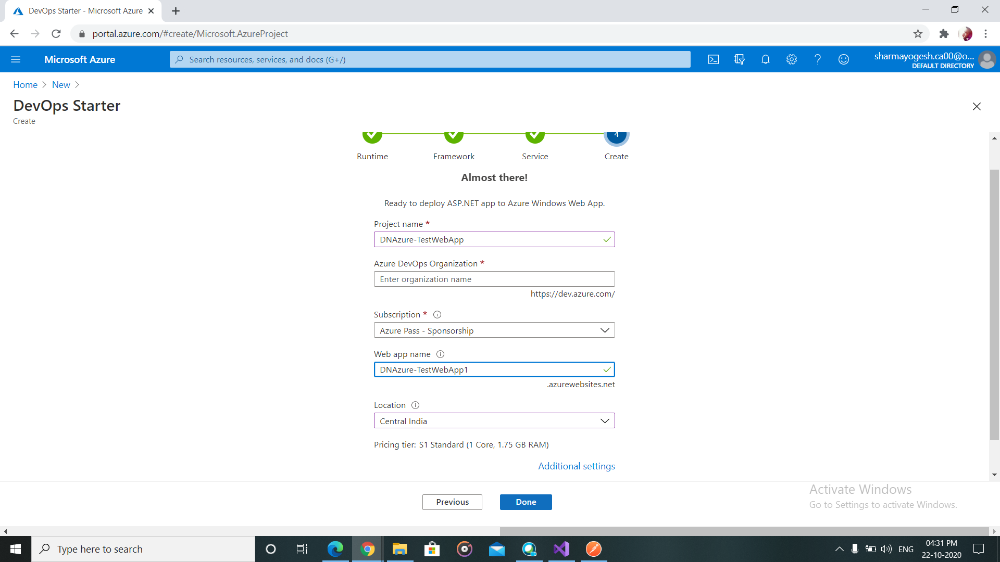 DevOps Starter - Microsoft Azure
portal.azure.com/#create/Microsoft.AzureProject
Microsoft Azure
Search resources, services, and docs (G+/)
sharmayogesh.ca00@o...
DEFAULT DIRECTORY
Home > New >
DevOps Starter
Create
4
Runtime
Framework
Service
Create
Almost there!
Ready to deploy ASP.NET app to Azure Windows Web App.
Project name *
DNAzure-TestWebApp
Azure DevOps Organization *
Enter organization name
https://dev.azure.com/
Subscription *
Azure Pass - Sponsorship
Web app name
DNAzure-TestWebApp1
.azurewebsites.net
Location
Central India
Pricing tier: S1 Standard (1 Core, 1.75 GB RAM)
Additional settings
Previous
Done
Activate Windows
Go to Settings to activate Windows.
Type here to search
ENG
04:31 PM
22-10-2020